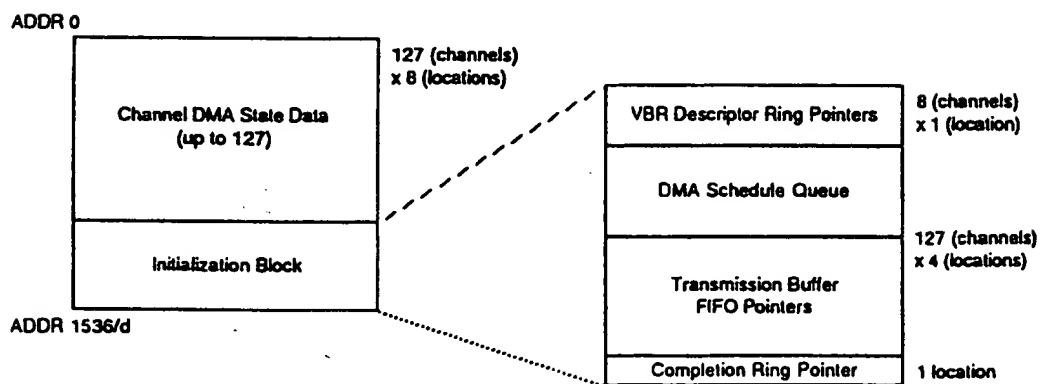 ADDR 0
127 (channels)
x 8 (locations)
Channel DMA State Data
(up to 127)
Initialization Block
ADDR 1536/d
VBR Descriptor Ring Pointers
8 (channels)
x 1 (location)
DMA Schedule Queue
127 (channels)
x 4 (locations)
Transmission Buffer
FIFO Pointers
Completion Ring Pointer
1 location